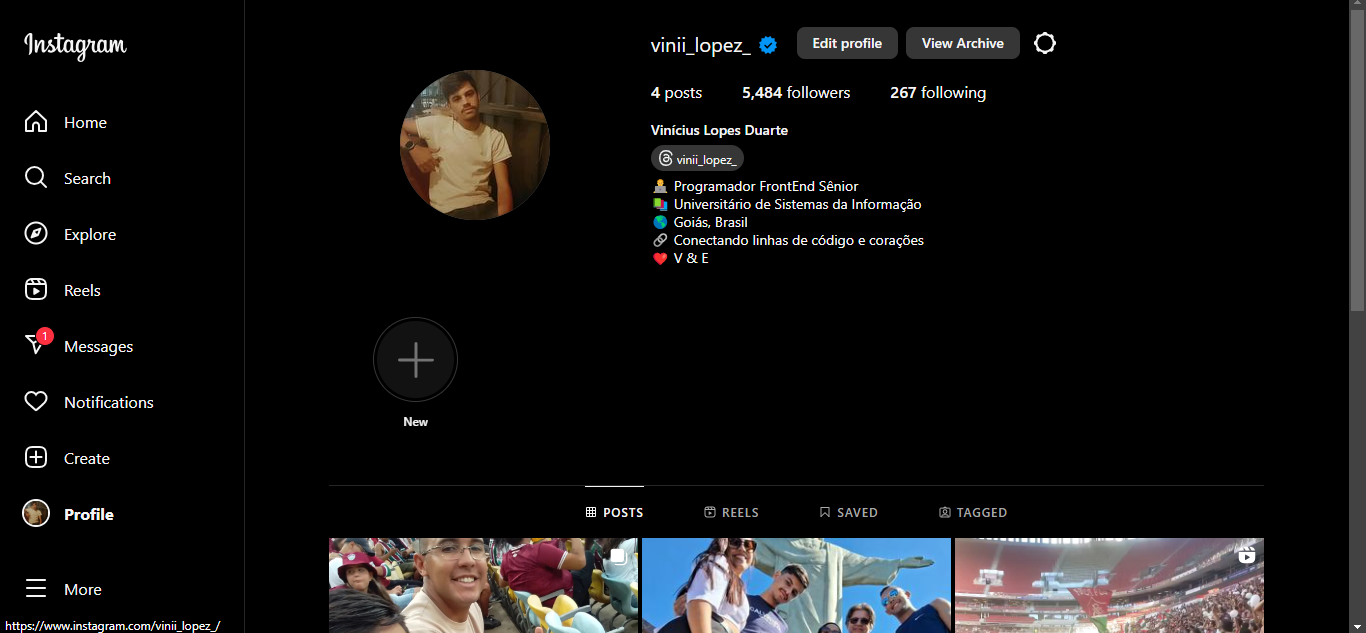 Instagram
Home
Search
Explore
Reels
1
Messages
Notifications
Create
Profile
More
vinii_lopez_
Edit profile
View Archive
4 posts
5,484 followers
267 following
Vinícius Lopes Duarte
vinii_lopez_
Programador FrontEnd Sênior
Universitário de Sistemas da Informação
Goiás, Brasil
Conectando linhas de código e corações
V & E
New
POSTS
REELS
SAVED
TAGGED
https://www.instagram.com/vinii_lopez_/